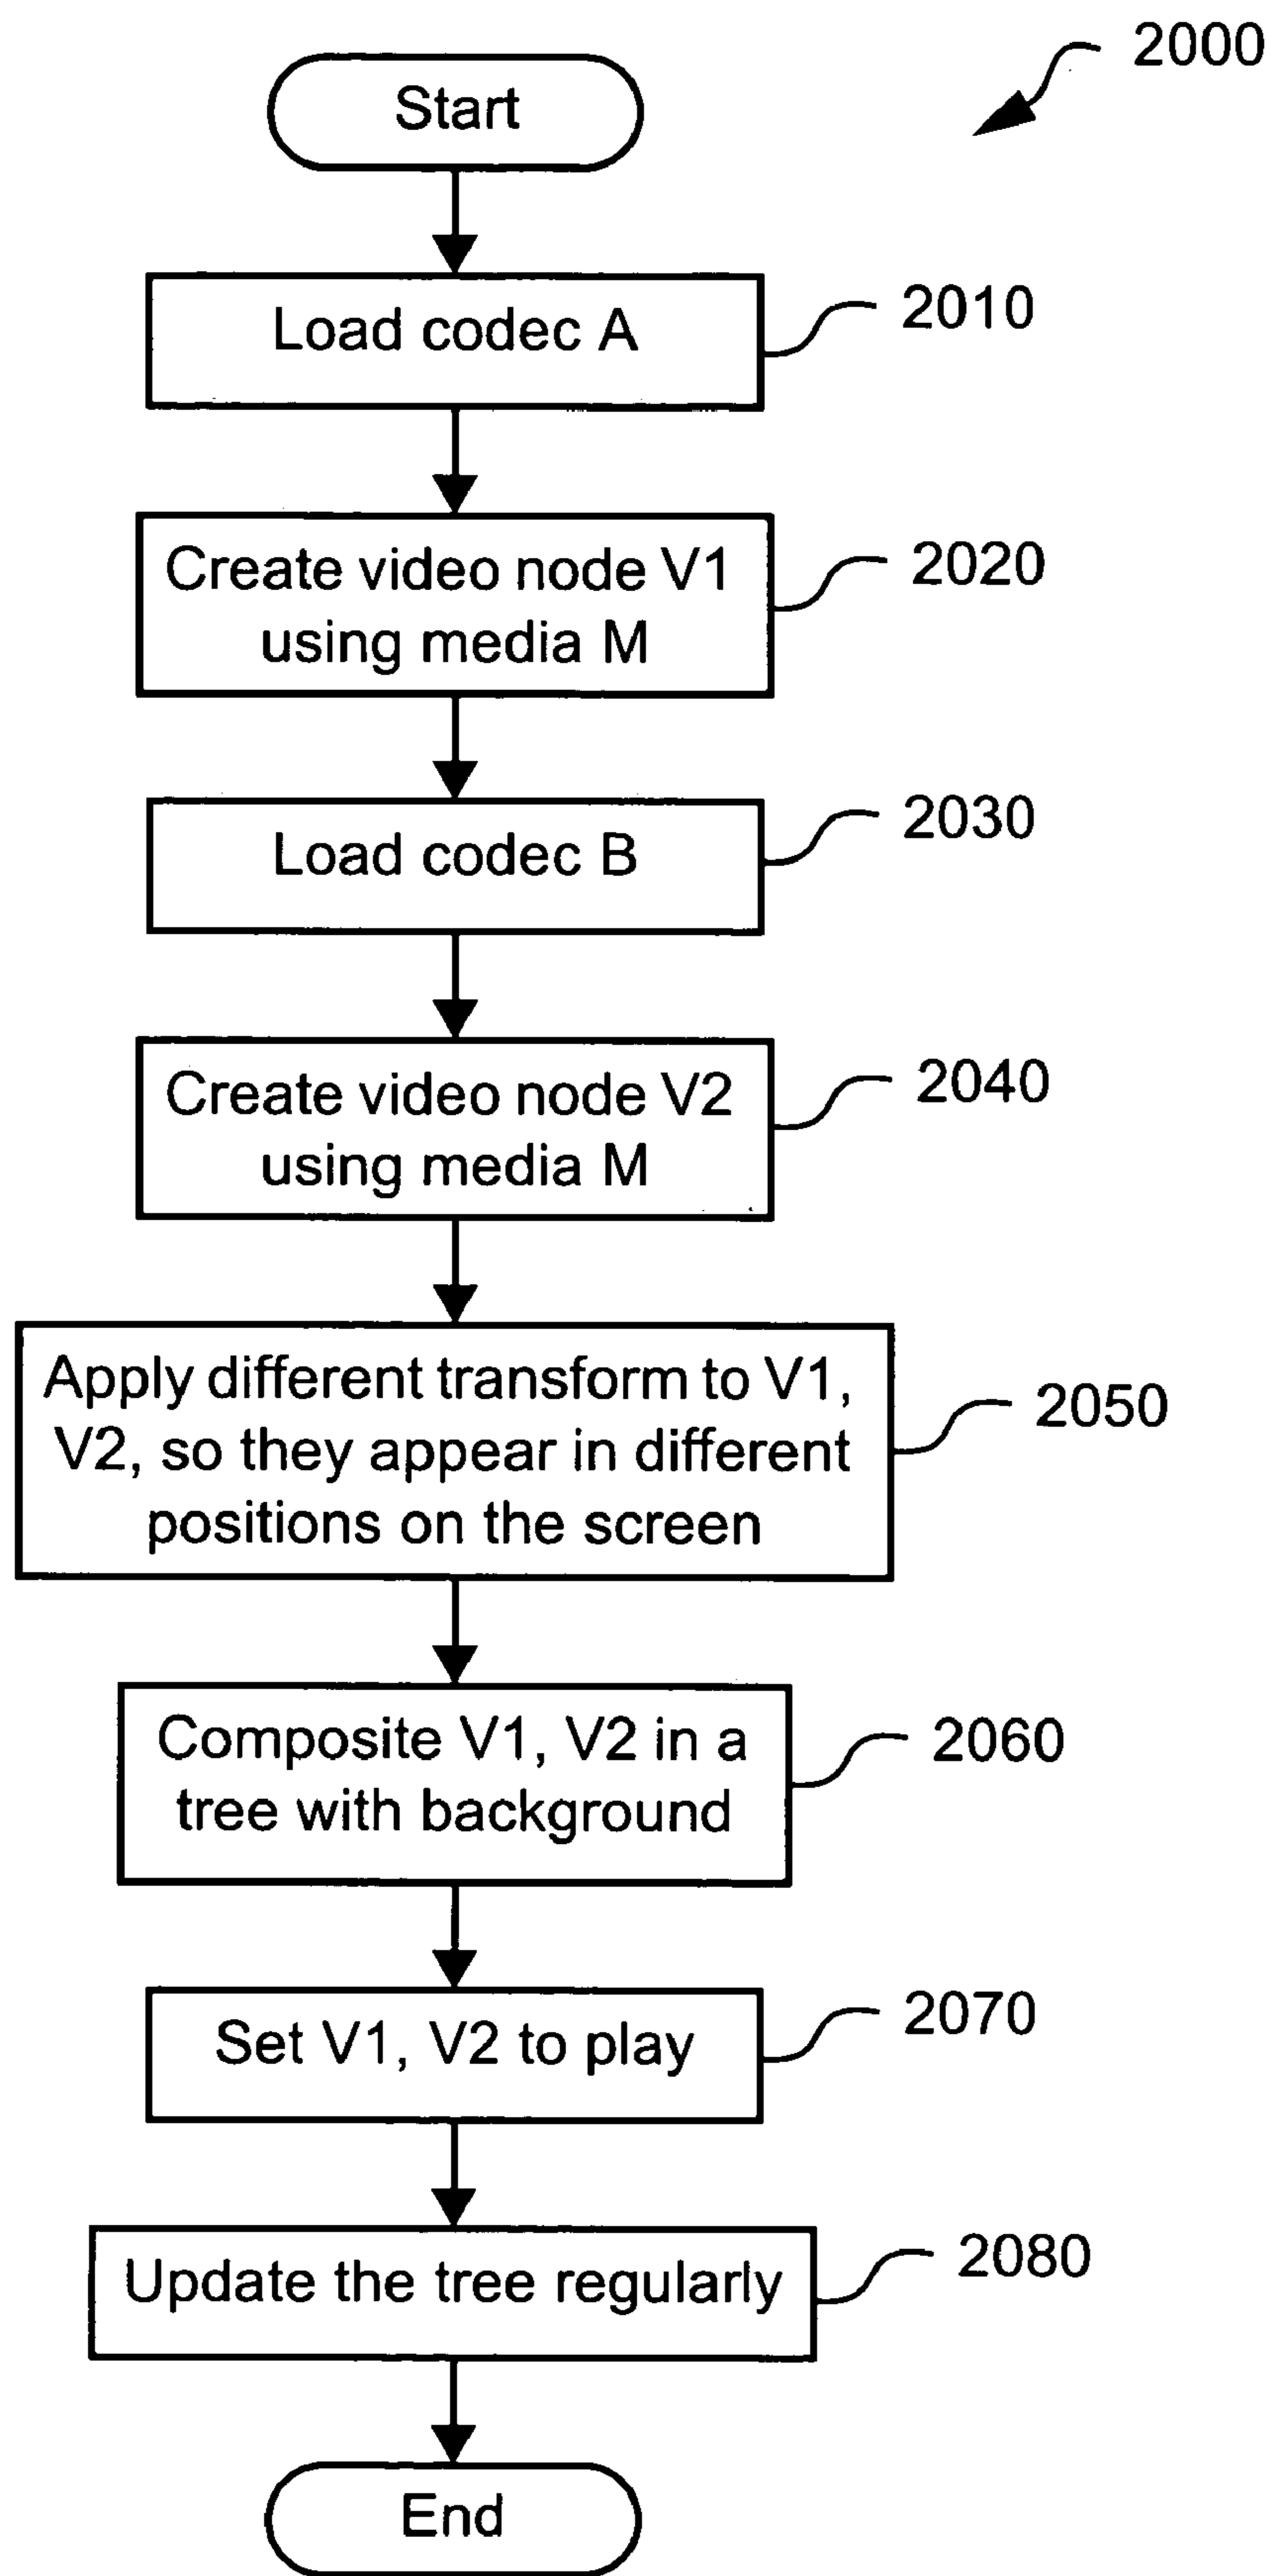 2000
Start
Load codec A
2010
Create video node V1
using media M
2020
Load codec B
2030
Create video node V2
using media M
2040
Apply different transform to V1,
V2, so they appear in different
positions on the screen
2050
Composite V1, V2 in a
tree with background
2060
Set V1, V2 to play
2070
Update the tree regularly
2080
End